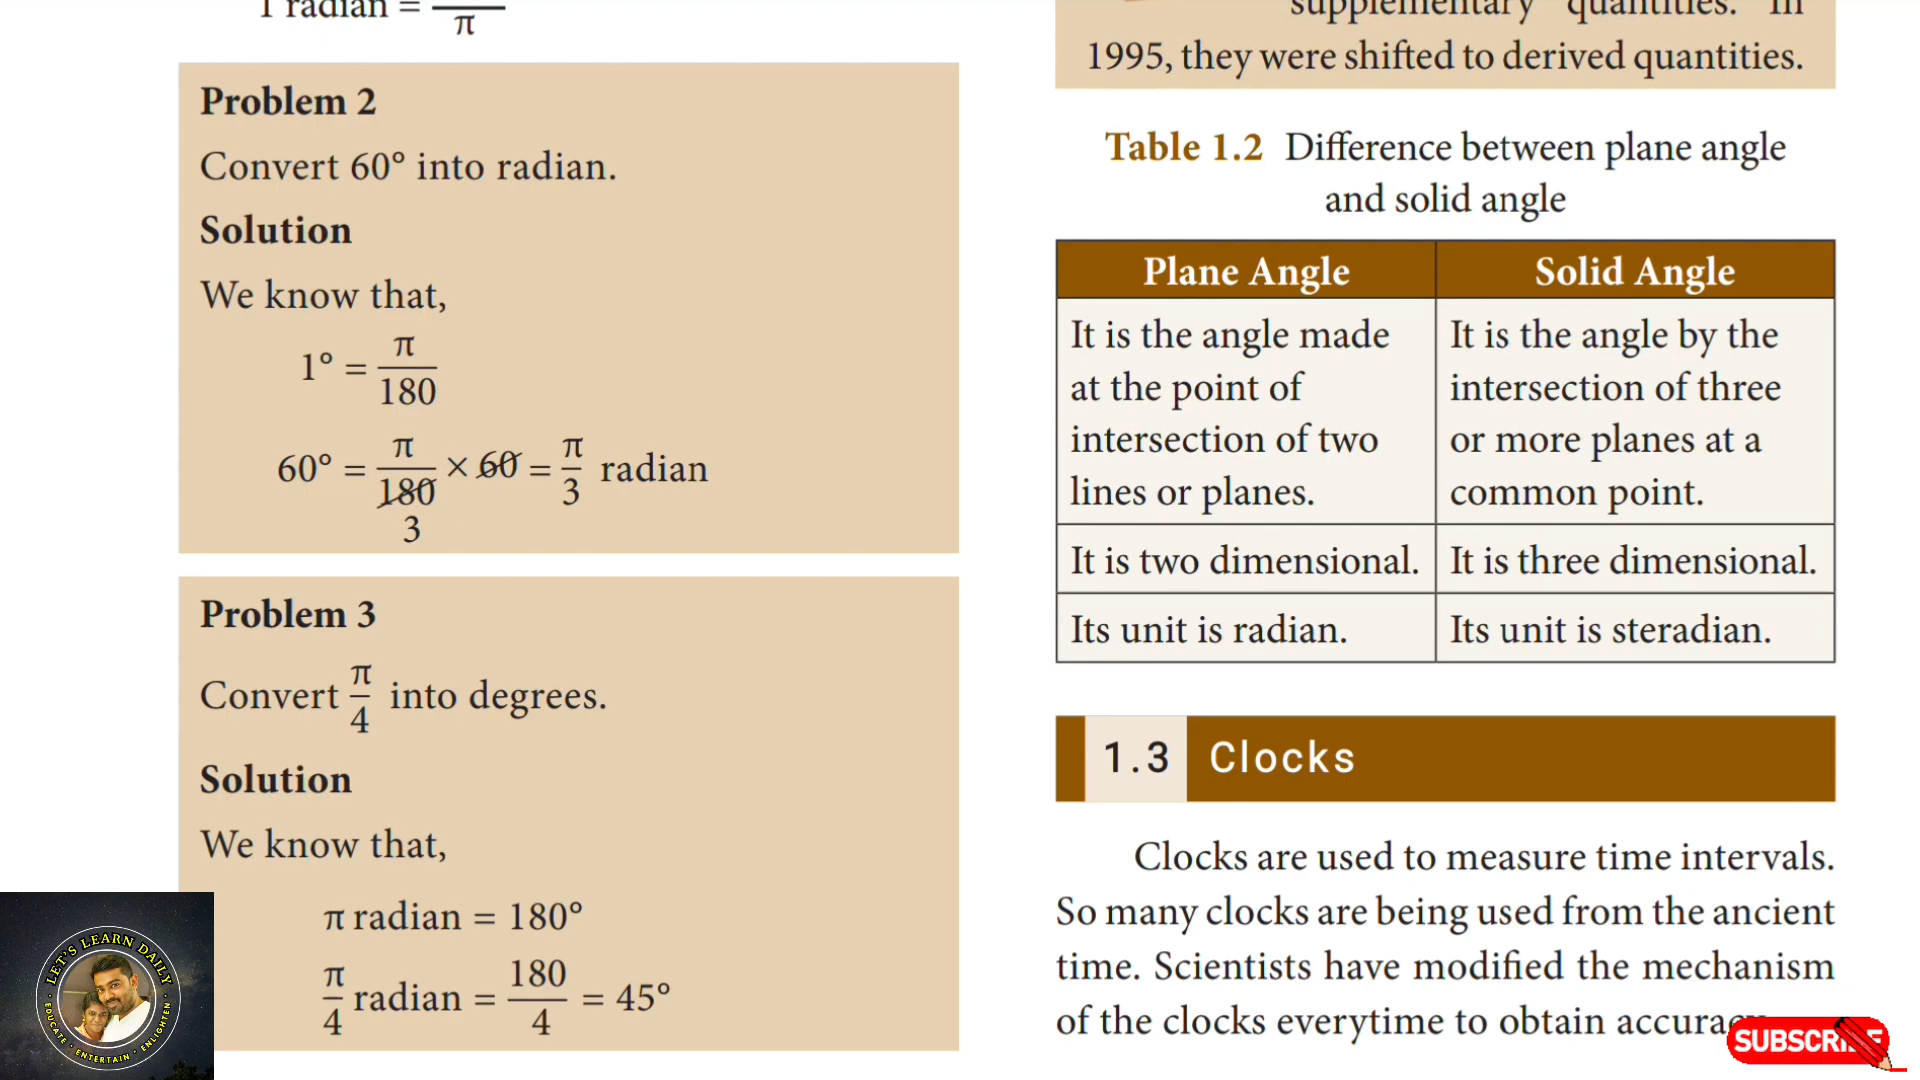 1 radian = —
π
Problem 2
Convert 60° into radian.
Solution
We know that,
1° = π/180
60° = π/180 × 60 = π/3 radian
3
Problem 3
Convert π/4 into degrees.
Solution
We know that,
π radian = 180°
π/4 radian = 180/4 = 45°
supplementary quantities. In
1995, they were shifted to derived quantities.
Table 1.2 Difference between plane angle
and solid angle
Plane Angle
Solid Angle
It is the angle made
at the point of
intersection of two
lines or planes.
It is the angle by the
intersection of three
or more planes at a
common point.
It is two dimensional.
It is three dimensional.
Its unit is radian.
Its unit is steradian.
1.3 Clocks
Clocks are used to measure time intervals.
So many clocks are being used from the ancient
time. Scientists have modified the mechanism
of the clocks everytime to obtain
LET'S LEARN DAILY
EDUCATE · ENTERTAIN · ENLIGHTEN
SUBSCRIBE